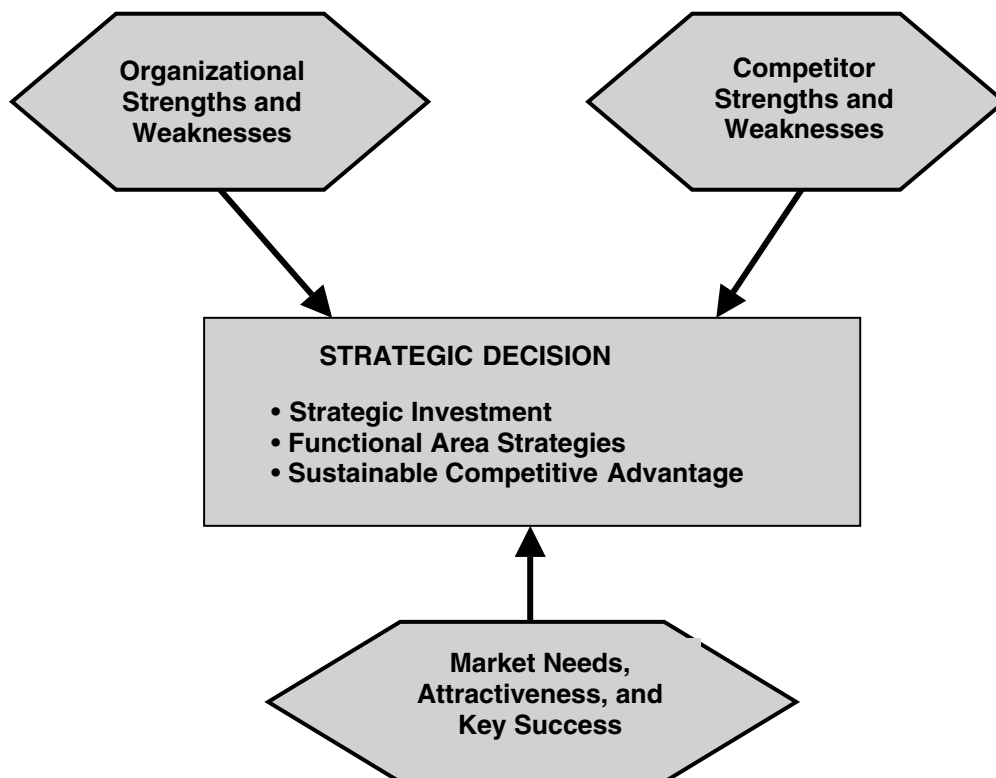 Organizational
Strengths and
Weaknesses
Competitor
Strengths and
Weaknesses
STRATEGIC DECISION
• Strategic Investment
• Functional Area Strategies
• Sustainable Competitive Advantage
Market Needs,
Attractiveness, and
Key Success